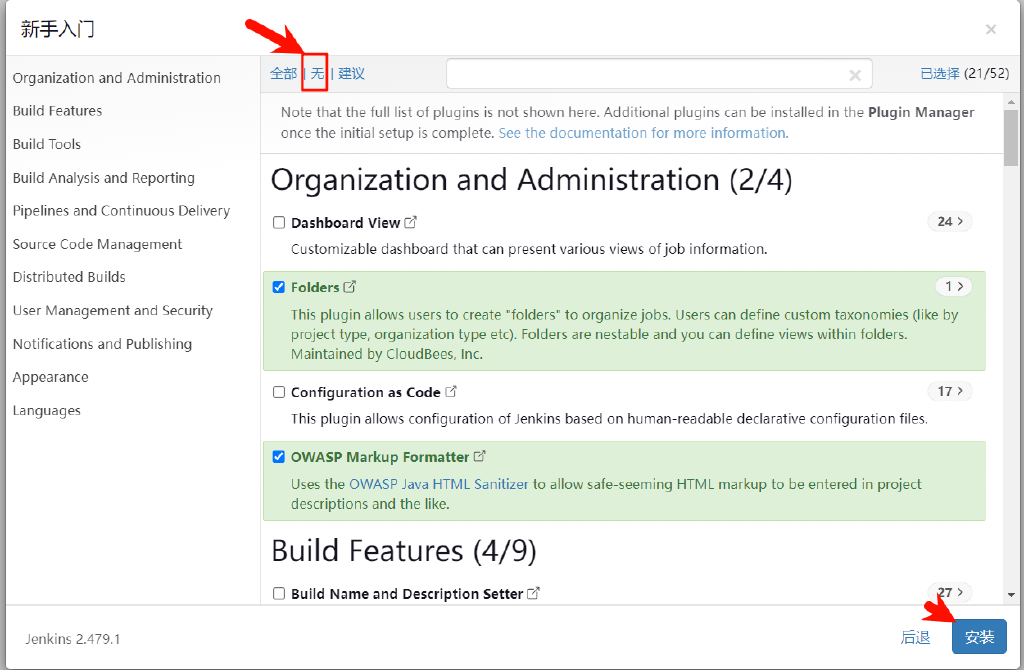 新手入门
×
Organization and Administration
Build Features
Build Tools
Build Analysis and Reporting
Pipelines and Continuous Delivery
Source Code Management
Distributed Builds
User Management and Security
Notifications and Publishing
Appearance
Languages
全部 | 无 | 建议
已选择 (21/52)
Note that the full list of plugins is not shown here. Additional plugins can be installed in the Plugin Manager
once the initial setup is complete. See the documentation for more information.
Organization and Administration (2/4)
Dashboard View 24 >
Customizable dashboard that can present various views of job information.
Folders 1 >
This plugin allows users to create "folders" to organize jobs. Users can define custom taxonomies (like by
project type, organization type etc). Folders are nestable and you can define views within folders.
Maintained by CloudBees, Inc.
Configuration as Code 17 >
This plugin allows configuration of Jenkins based on human-readable declarative configuration files.
OWASP Markup Formatter
Uses the OWASP Java HTML Sanitizer to allow safe-seeming HTML markup to be entered in project
descriptions and the like.
Build Features (4/9)
Build Name and Description Setter 27 >
Jenkins 2.479.1
后退 安装